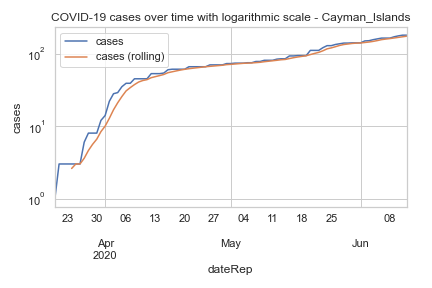 COVID-19 cases over time with logarithmic scale - Cayman_Islands
cases
cases (rolling)
cases
10²
10¹
10⁰
23 30 06 13 20 27 04 11 18 25 08
Apr May Jun
2020
dateRep